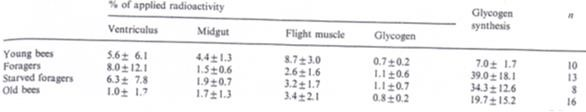 % of applied radioactivity Glycogen synthesis n
Ventriculus Midgut Flight muscle Glycogen
Young bees 5.6± 6.1 4.4±1.3 8.7±3.0 0.7±0.2 7.0± 1.7 10
Foragers 8.0±12.1 1.5±0.6 2.6±1.6 1.1±0.6 39.0±18.1 13
Starved foragers 6.3± 7.8 1.9±0.7 3.2±1.7 1.1±0.7 34.3±12.6 8
Old bees 1.0± 1.7 1.7±1.3 3.4±2.1 0.8±0.2 19.7±15.2